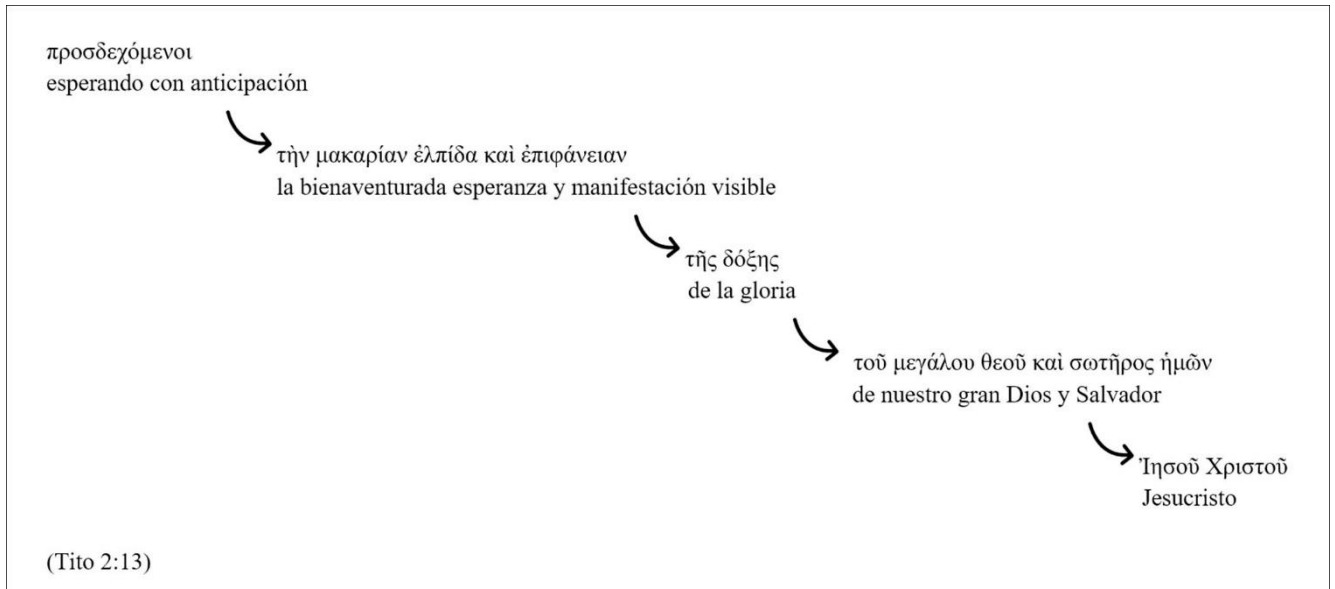 προσδεχόμενοι
esperando con anticipación
τὴν μακαρίαν ἐλπίδα καὶ ἐπιφάνειαν
la bienaventurada esperanza y manifestación visible
τῆς δόξης
de la gloria
τοῦ μεγάλου θεοῦ καὶ σωτῆρος ἡμῶν
de nuestro gran Dios y Salvador
Ἰησοῦ Χριστοῦ
Jesucristo
(Tito 2:13)